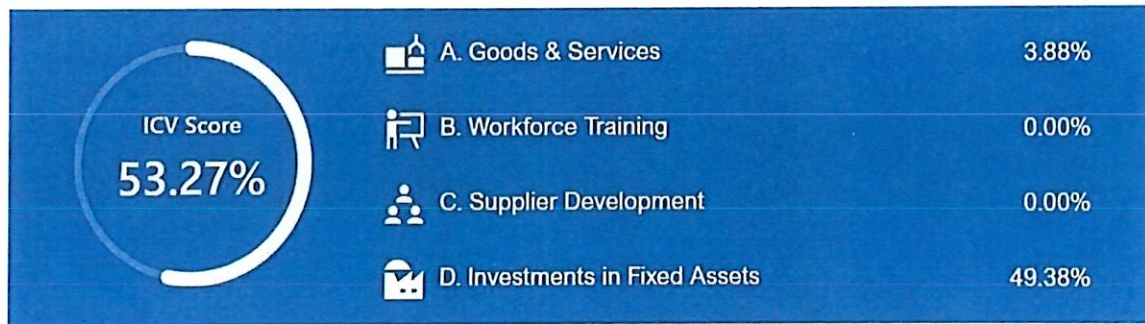 ICV Score
53.27%
A. Goods & Services 3.88%
B. Workforce Training 0.00%
C. Supplier Development 0.00%
D. Investments in Fixed Assets 49.38%